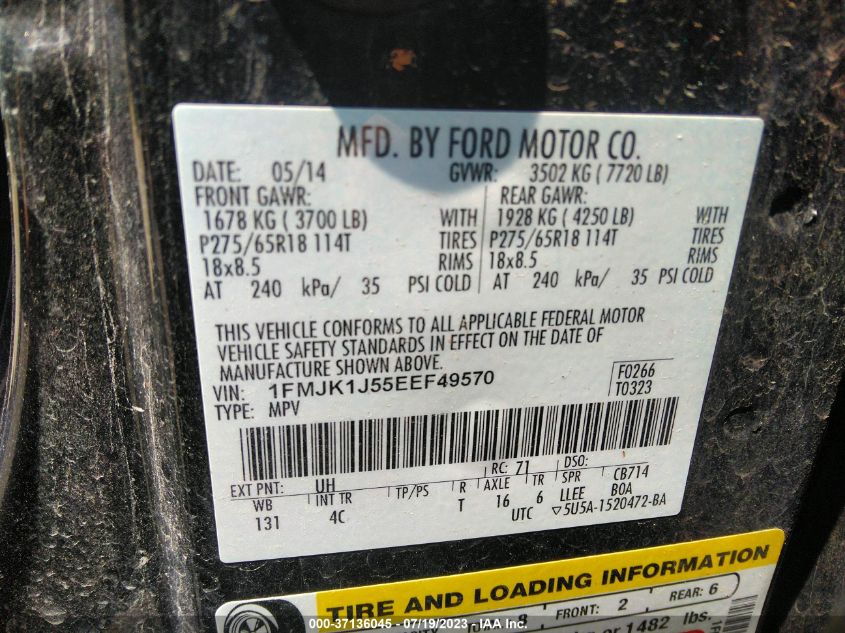 MFD. BY FORD MOTOR CO.
DATE: 05/14 GVWR: 3502 KG ( 7720 LB)
FRONT GAWR: REAR GAWR:
1678 KG ( 3700 LB) WITH 1928 KG ( 4250 LB) WITH
P275/65R18 114T TIRES P275/65R18 114T TIRES
18x8.5 RIMS 18x8.5 RIMS
AT 240 kPa/ 35 PSI COLD AT 240 kPa/ 35 PSI COLD
THIS VEHICLE CONFORMS TO ALL APPLICABLE FEDERAL MOTOR
VEHICLE SAFETY STANDARDS IN EFFECT ON THE DATE OF
MANUFACTURE SHOWN ABOVE.
VIN: 1FMJK1J55EEF49570 F0266
TYPE: MPV T0323
EXT PNT: UH RC: 71 DSO:
WB INT TR TP/PS R AXLE TR SPR CB714
131 4C T 16 6 LLEE BOA
UTC ▽5U5A-1520472-BA
TIRE AND LOADING INFORMATION
8 FRONT: 2 REAR: 6
1482 lbs.
000-37136045 - 07/19/2023 - IAA Inc.